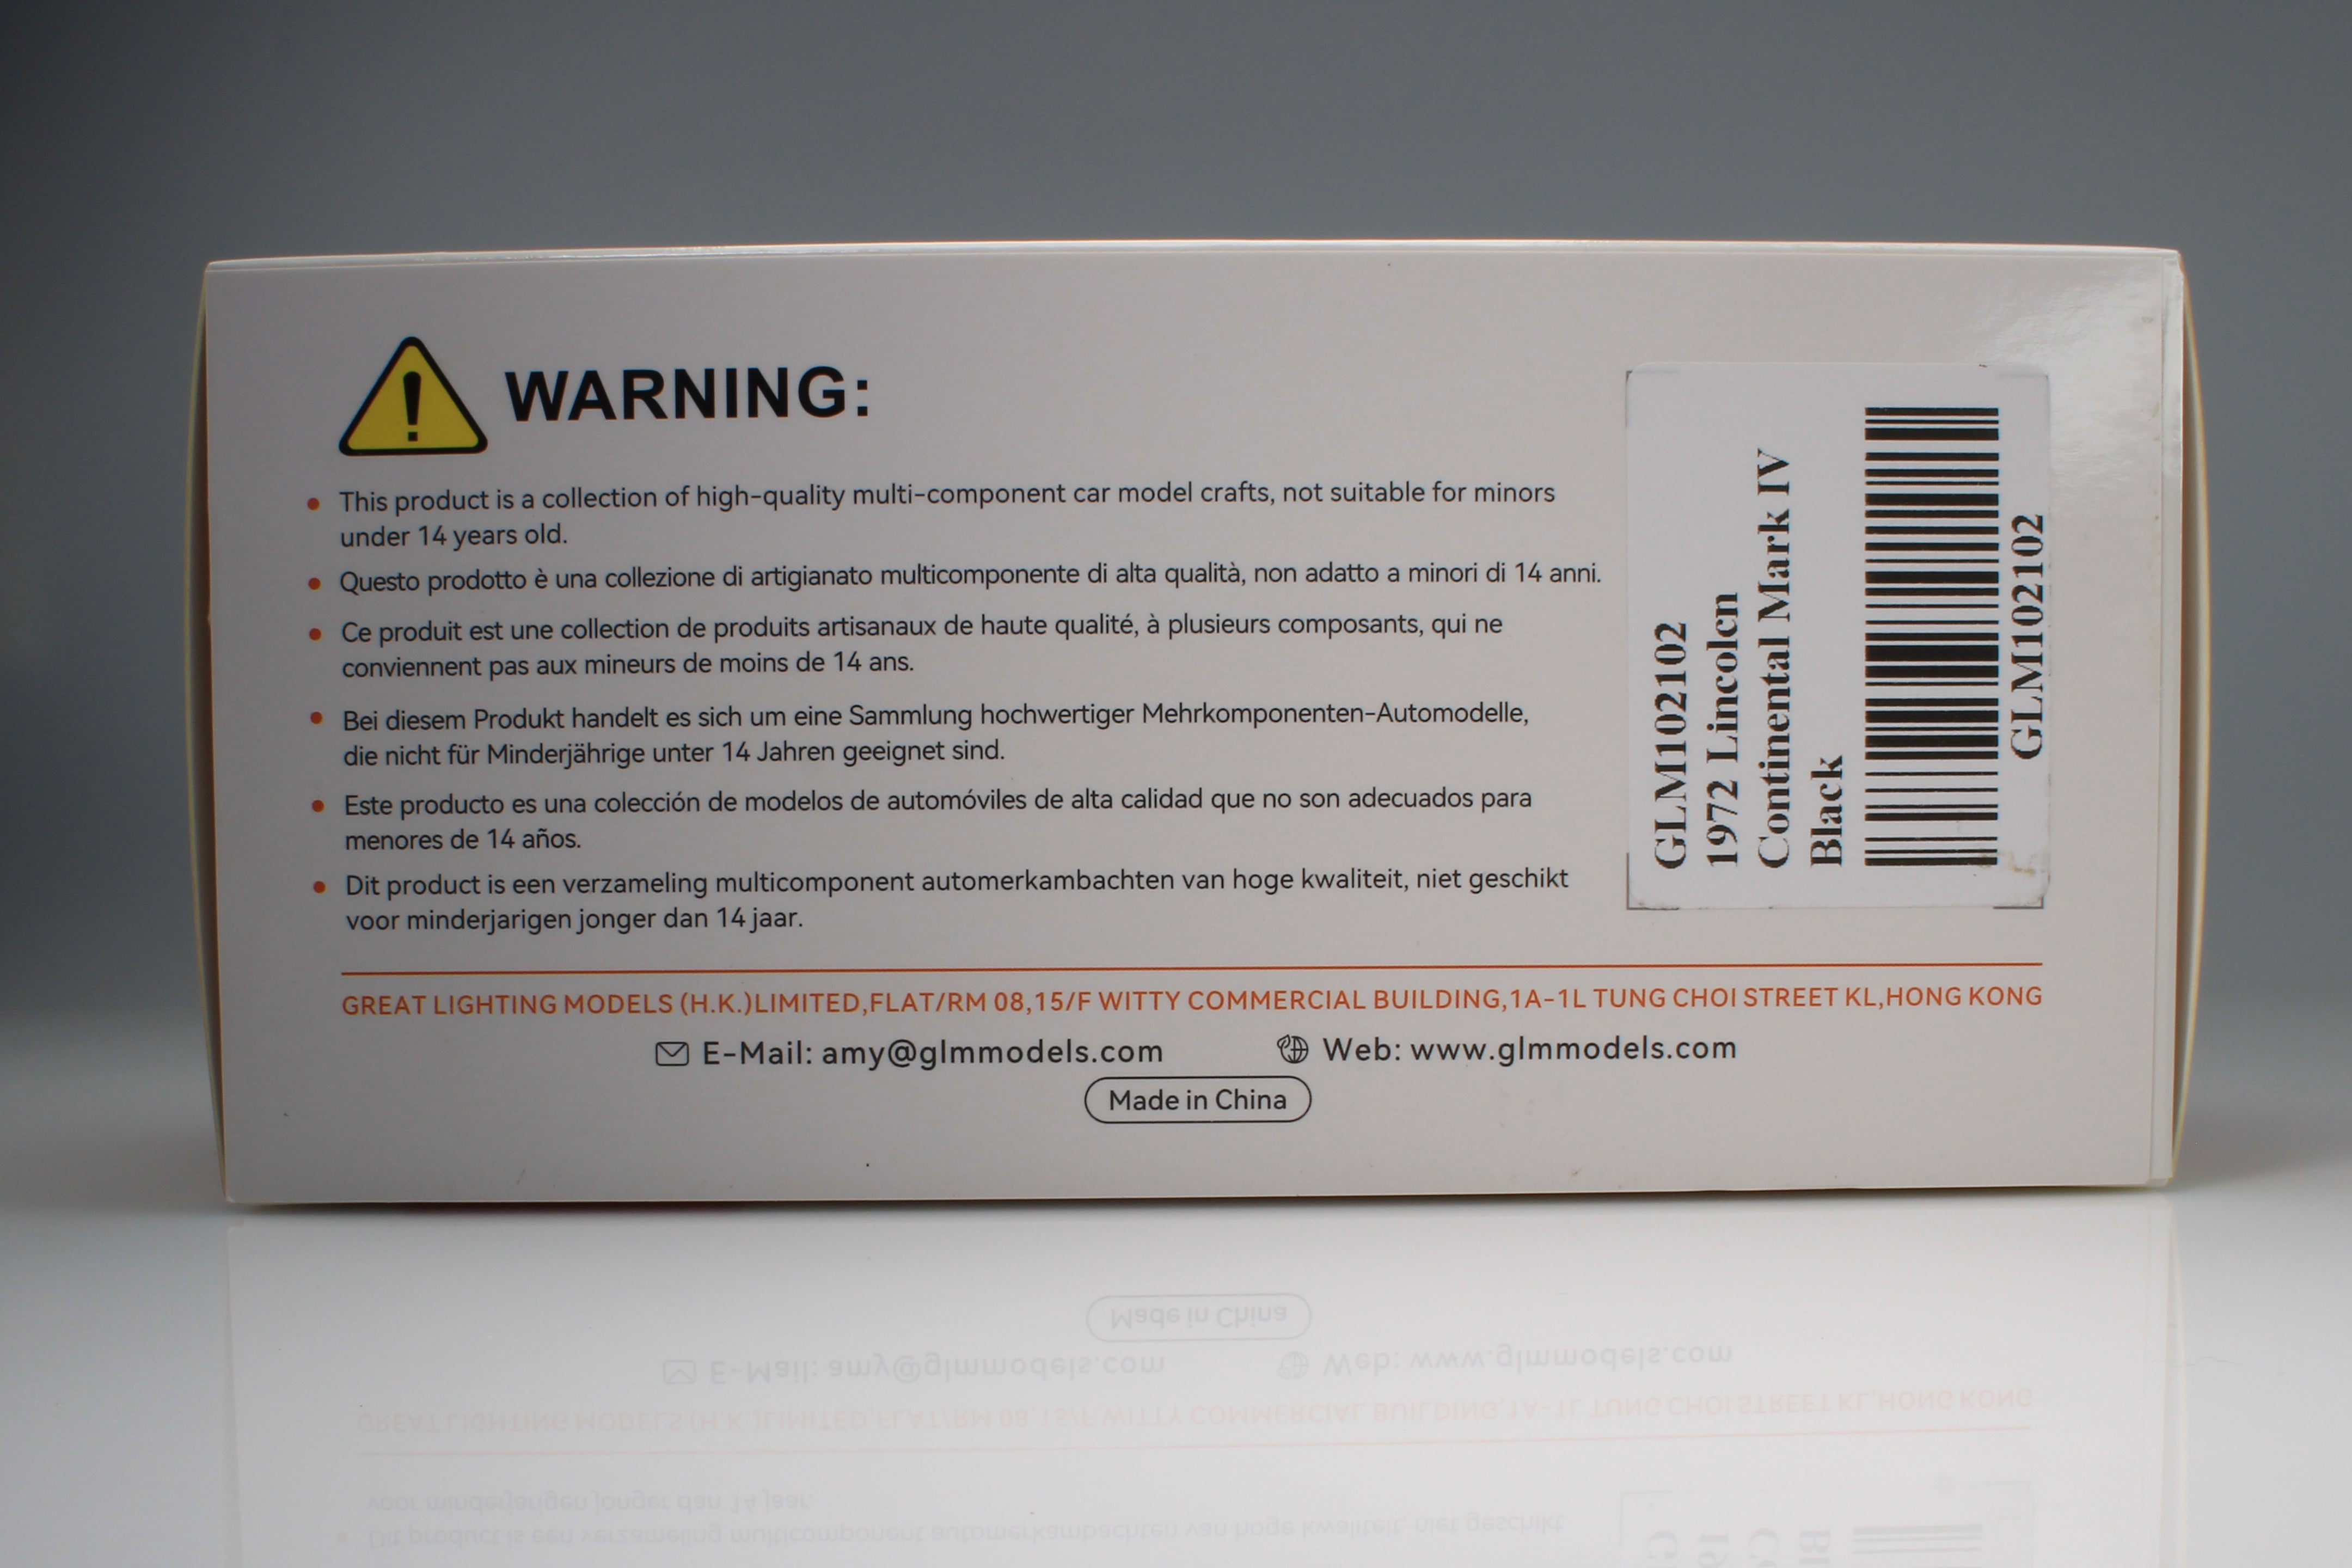 WARNING:
This product is a collection of high-quality multi-component car model crafts, not suitable for minors
under 14 years old.
Questo prodotto è una collezione di artigianato multicomponente di alta qualità, non adatto a minori di 14 anni.
Ce produit est une collection de produits artisanaux de haute qualité, à plusieurs composants, qui ne
conviennent pas aux mineurs de moins de 14 ans.
Bei diesem Produkt handelt es sich um eine Sammlung hochwertiger Mehrkomponenten-Automodelle,
die nicht für Minderjährige unter 14 Jahren geeignet sind.
Este producto es una colección de modelos de automóviles de alta calidad que no son adecuados para
menores de 14 años.
Dit product is een verzameling multicomponent automerkambachten van hoge kwaliteit, niet geschikt
voor minderjarigen jonger dan 14 jaar.
GLM102102
1972 Lincolcn
Continental Mark IV
Black
GLM102102
GREAT LIGHTING MODELS (H.K.)LIMITED,FLAT/RM 08,15/F WITTY COMMERCIAL BUILDING,1A-1L TUNG CHOI STREET KL,HONG KONG
E-Mail: amy@glmmodels.com
Web: www.glmmodels.com
Made in China